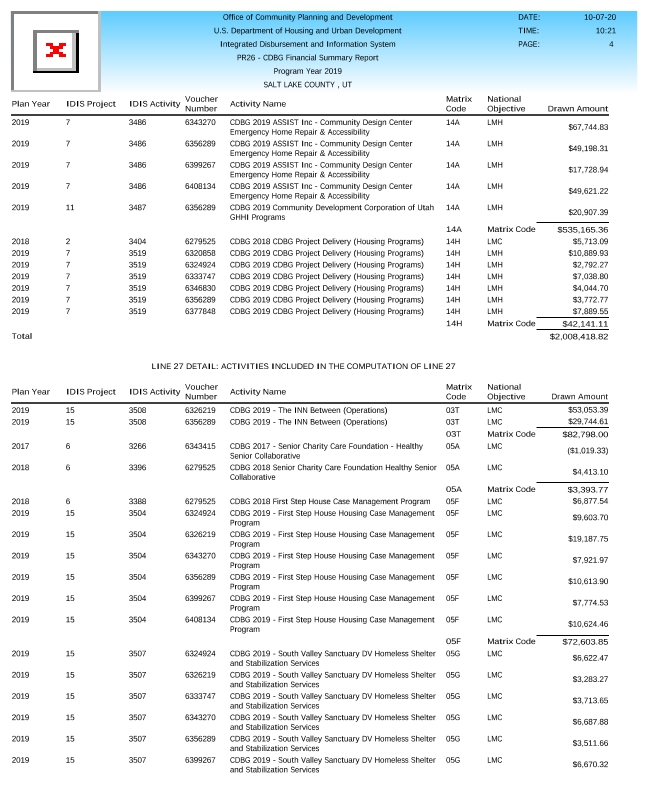 Office of Community Planning and Development DATE: 10-07-20
U.S. Department of Housing and Urban Development TIME: 10:21
Integrated Disbursement and Information System PAGE: 4
PR26 - CDBG Financial Summary Report
Program Year 2019
SALT LAKE COUNTY , UT
Plan Year IDIS Project IDIS Activity Voucher Number Activity Name Matrix Code National Objective Drawn Amount
2019 7 3486 6343270 CDBG 2019 ASSIST Inc - Community Design Center Emergency Home Repair & Accessibility 14A LMH $67,744.83
2019 7 3486 6356289 CDBG 2019 ASSIST Inc - Community Design Center Emergency Home Repair & Accessibility 14A LMH $49,198.31
2019 7 3486 6399267 CDBG 2019 ASSIST Inc - Community Design Center Emergency Home Repair & Accessibility 14A LMH $17,728.94
2019 7 3486 6408134 CDBG 2019 ASSIST Inc - Community Design Center Emergency Home Repair & Accessibility 14A LMH $49,621.22
2019 11 3487 6356289 CDBG 2019 Community Development Corporation of Utah GHHI Programs 14A LMH $20,907.39
14A Matrix Code $535,165.36
2018 2 3404 6279525 CDBG 2018 CDBG Project Delivery (Housing Programs) 14H LMC $5,713.09
2019 7 3519 6320858 CDBG 2019 CDBG Project Delivery (Housing Programs) 14H LMH $10,889.93
2019 7 3519 6324924 CDBG 2019 CDBG Project Delivery (Housing Programs) 14H LMH $2,792.27
2019 7 3519 6333747 CDBG 2019 CDBG Project Delivery (Housing Programs) 14H LMH $7,038.80
2019 7 3519 6346830 CDBG 2019 CDBG Project Delivery (Housing Programs) 14H LMH $4,044.70
2019 7 3519 6356289 CDBG 2019 CDBG Project Delivery (Housing Programs) 14H LMH $3,772.77
2019 7 3519 6377848 CDBG 2019 CDBG Project Delivery (Housing Programs) 14H LMH $7,889.55
14H Matrix Code $42,141.11
Total $2,008,418.82
LINE 27 DETAIL: ACTIVITIES INCLUDED IN THE COMPUTATION OF LINE 27
Plan Year IDIS Project IDIS Activity Voucher Number Activity Name Matrix Code National Objective Drawn Amount
2019 15 3508 6326219 CDBG 2019 - The INN Between (Operations) 03T LMC $53,053.39
2019 15 3508 6356289 CDBG 2019 - The INN Between (Operations) 03T LMC $29,744.61
03T Matrix Code $82,798.00
2017 6 3266 6343415 CDBG 2017 - Senior Charity Care Foundation - Healthy Senior Collaborative 05A LMC ($1,019.33)
2018 6 3396 6279525 CDBG 2018 Senior Charity Care Foundation Healthy Senior Collaborative 05A LMC $4,413.10
05A Matrix Code $3,393.77
2018 6 3388 6279525 CDBG 2018 First Step House Case Management Program 05F LMC $6,877.54
2019 15 3504 6324924 CDBG 2019 - First Step House Housing Case Management Program 05F LMC $9,603.70
2019 15 3504 6326219 CDBG 2019 - First Step House Housing Case Management Program 05F LMC $19,187.75
2019 15 3504 6343270 CDBG 2019 - First Step House Housing Case Management Program 05F LMC $7,921.97
2019 15 3504 6356289 CDBG 2019 - First Step House Housing Case Management Program 05F LMC $10,613.90
2019 15 3504 6399267 CDBG 2019 - First Step House Housing Case Management Program 05F LMC $7,774.53
2019 15 3504 6408134 CDBG 2019 - First Step House Housing Case Management Program 05F LMC $10,624.46
05F Matrix Code $72,603.85
2019 15 3507 6324924 CDBG 2019 - South Valley Sanctuary DV Homeless Shelter and Stabilization Services 05G LMC $6,622.47
2019 15 3507 6326219 CDBG 2019 - South Valley Sanctuary DV Homeless Shelter and Stabilization Services 05G LMC $3,283.27
2019 15 3507 6333747 CDBG 2019 - South Valley Sanctuary DV Homeless Shelter and Stabilization Services 05G LMC $3,713.65
2019 15 3507 6343270 CDBG 2019 - South Valley Sanctuary DV Homeless Shelter and Stabilization Services 05G LMC $6,687.88
2019 15 3507 6356289 CDBG 2019 - South Valley Sanctuary DV Homeless Shelter and Stabilization Services 05G LMC $3,511.66
2019 15 3507 6399267 CDBG 2019 - South Valley Sanctuary DV Homeless Shelter and Stabilization Services 05G LMC $6,670.32